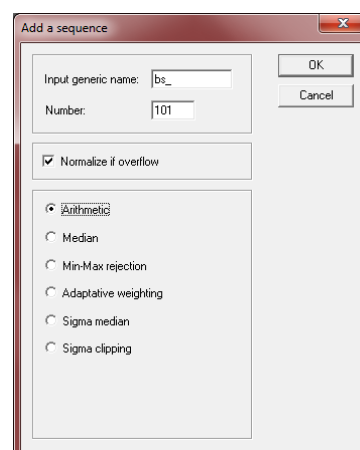 Add a sequence
x
Input generic name: bs_
OK
Number: 101
Cancel
Normalize if overflow
Arithmetic
Median
Min-Max rejection
Adaptative weighting
Sigma median
Sigma clipping